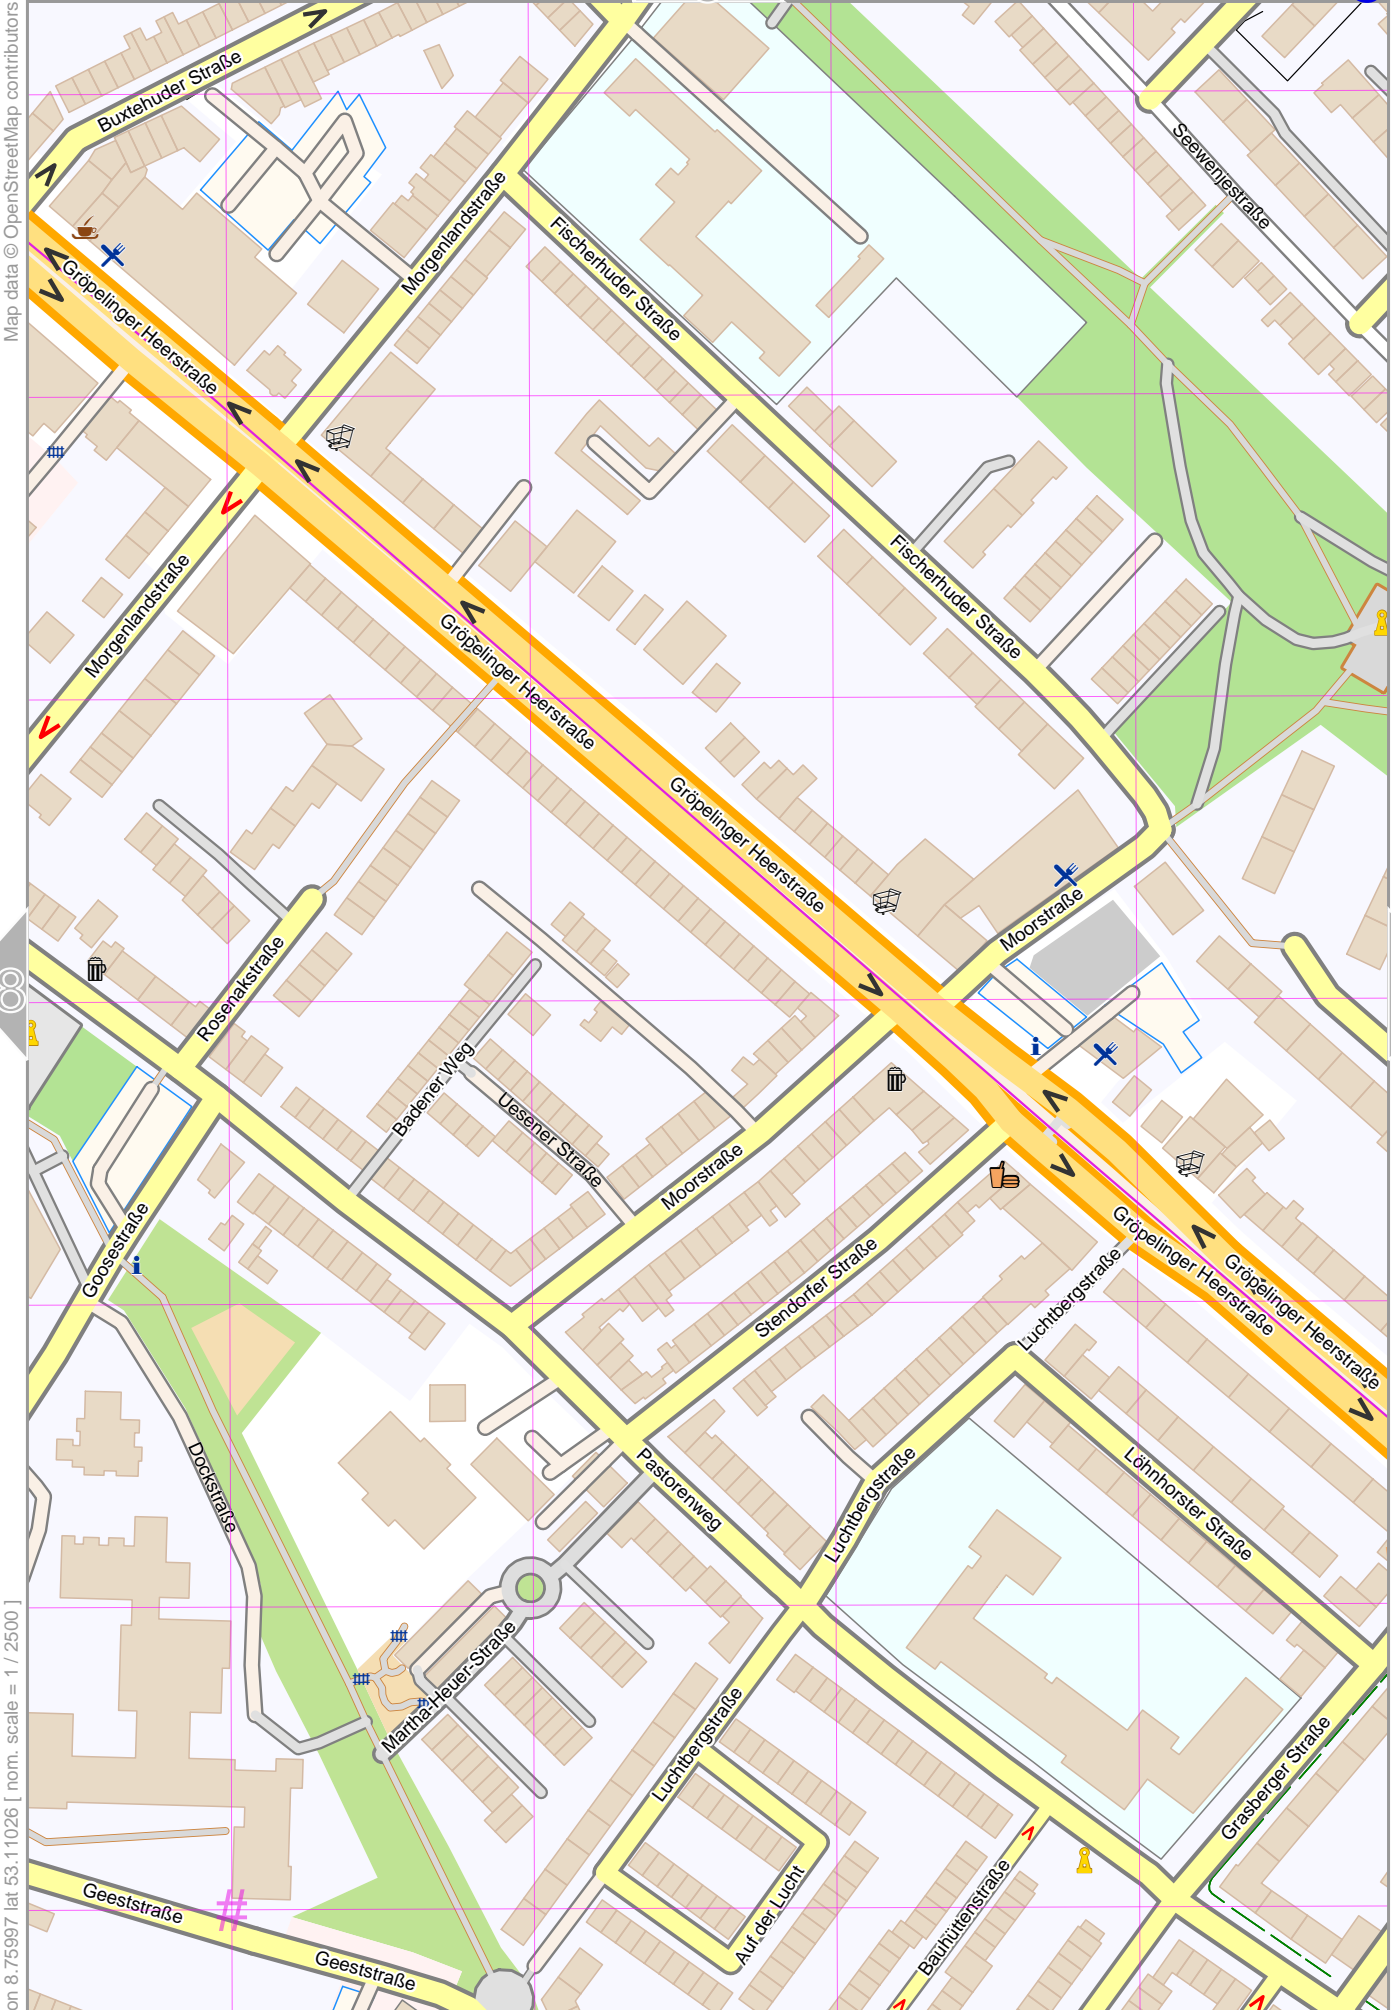 Map data © OpenStreetMap contributors
Buxtehuder Straße
Seewenjestraße
Morgenlandstraße
Fischerhuder Straße
Gröpelinger Heerstraße
Fischerhuder Straße
Morgenlandstraße
Gröpelinger Heerstraße
Gröpelinger Heerstraße
Moorstraße
Rosenakstraße
Badener Weg
Uesener Straße
Moorstraße
Goosestraße
Stendorfer Straße
Luchtbergstraße
Gröpelinger Heerstraße
Gröpelinger Heerstraße
Dockstraße
Pastorenweg
Luchtbergstraße
Löhnhorster Straße
Martha-Heuer-Straße
Luchtbergstraße
Grasberger Straße
Auf der Lucht
Bauhüttenstraße
Geeststraße
#
Geeststraße
on 8.75997 lat 53.11026 [ nom. scale = 1 / 2500 ]